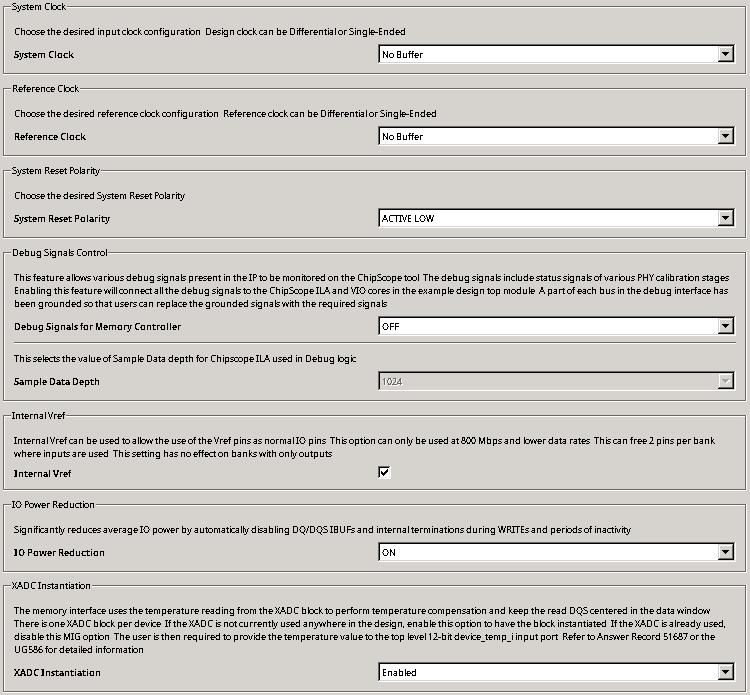 System Clock
Choose the desired input clock configuration Design clock can be Differential or Single-Ended
System Clock No Buffer
Reference Clock
Choose the desired reference clock configuration Reference clock can be Differential or Single-Ended
Reference Clock No Buffer
System Reset Polarity
Choose the desired System Reset Polarity
System Reset Polarity ACTIVE LOW
Debug Signals Control
This feature allows various debug signals present in the IP to be monitored on the ChipScope tool The debug signals include status signals of various PHY calibration stages
Enabling this feature will connect all the debug signals to the ChipScope ILA and VIO cores in the example design top module A part of each bus in the debug interface has
been grounded so that users can replace the grounded signals with the required signals
Debug Signals for Memory Controller OFF
This selects the value of Sample Data depth for Chipscope ILA used in Debug logic
Sample Data Depth 1024
Internal Vref
Internal Vref can be used to allow the use of the Vref pins as normal IO pins This option can only be used at 800 Mbps and lower data rates This can free 2 pins per bank
where inputs are used This setting has no effect on banks with only outputs
Internal Vref
IO Power Reduction
Significantly reduces average IO power by automatically disabling DQ/DQS IBUFs and internal terminations during WRITEs and periods of inactivity
IO Power Reduction ON
XADC Instantiation
The memory interface uses the temperature reading from the XADC block to perform temperature compensation and keep the read DQS centered in the data window
There is one XADC block per device If the XADC is not currently used anywhere in the design, enable this option to have the block instantiated If the XADC is already used,
disable this MIG option The user is then required to provide the temperature value to the top level 12-bit device_temp_i input port Refer to Answer Record 51687 or the
UG586 for detailed information
XADC Instantiation Enabled